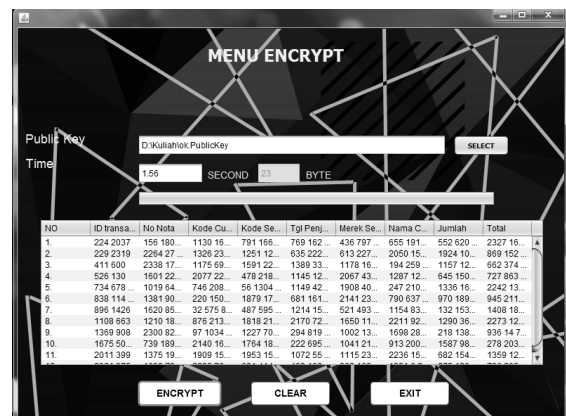 MENU ENCRYPT
Public Key
D:\Kuliah\ok.PublicKey
SELECT
Time
1.56 SECOND 23 BYTE
NO ID transa... No Nota Kode Cu... Kode Se... Tgl Penj... Merek Se... Nama C... Jumlah Total
1. 224 2037 156 180... 1130 16... 791 166... 769 162 ... 436 797 ... 655 191... 552 620 ... 2327 16...
2. 229 2319 2264 27 ... 1326 23... 1251 12... 635 222... 613 227... 2050 15... 1924 10... 869 152 ...
3. 411 600 2338 17... 1175 69... 1591 22... 1389 33... 1178 16... 194 259 ... 1157 12... 662 374 ...
4. 526 130 1601 22... 2077 22... 478 218... 1145 12... 2067 43... 1287 12... 645 150... 727 863 ...
5. 734 678 ... 1019 64... 746 208... 56 1304 ... 1149 42... 1908 40... 247 210... 1336 16... 2242 13...
6. 838 114 ... 1381 90... 220 150... 1879 17... 681 161... 2141 23... 790 637 ... 970 189... 945 211...
7. 896 1426 1620 85... 32 575 8... 487 595 ... 1214 15... 521 493 ... 1154 83... 132 153... 1408 18...
8. 1108 663 1210 18... 876 213... 1818 21... 2170 72... 1650 11... 2221 92... 1290 36... 2273 12...
9. 1369 908 2300 82... 97 1034 ... 1227 70... 294 819 ... 1002 13... 1698 28... 218 138... 936 14 7...
10. 1675 50... 739 189... 2140 16... 1764 18... 222 695 ... 1041 21... 913 200... 1587 98... 278 203...
11. 2011 399 1375 19... 1809 15... 1953 15... 1072 55 ... 1115 23... 2236 15... 682 154... 1359 12...
ENCRYPT CLEAR EXIT